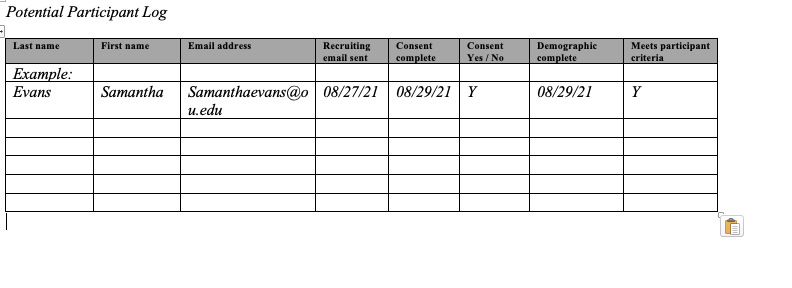 Potential Participant Log
Last name First name Email address Recruiting email sent Consent complete Consent Yes / No Demographic complete Meets participant criteria
Example:
Evans Samantha Samanthaevans@ou.edu 08/27/21 08/29/21 Y 08/29/21 Y